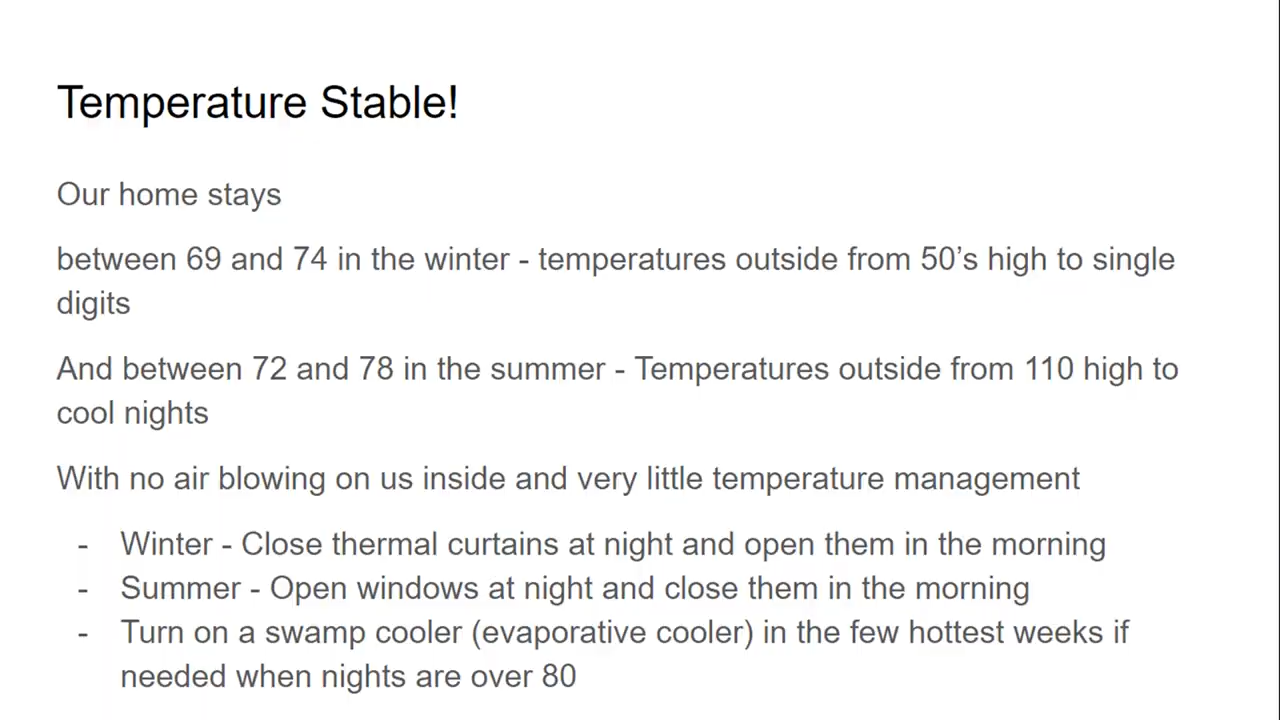 Temperature Stable!
Our home stays
between 69 and 74 in the winter - temperatures outside from 50’s high to single
digits
And between 72 and 78 in the summer - Temperatures outside from 110 high to
cool nights
With no air blowing on us inside and very little temperature management
- Winter - Close thermal curtains at night and open them in the morning
- Summer - Open windows at night and close them in the morning
- Turn on a swamp cooler (evaporative cooler) in the few hottest weeks if
needed when nights are over 80